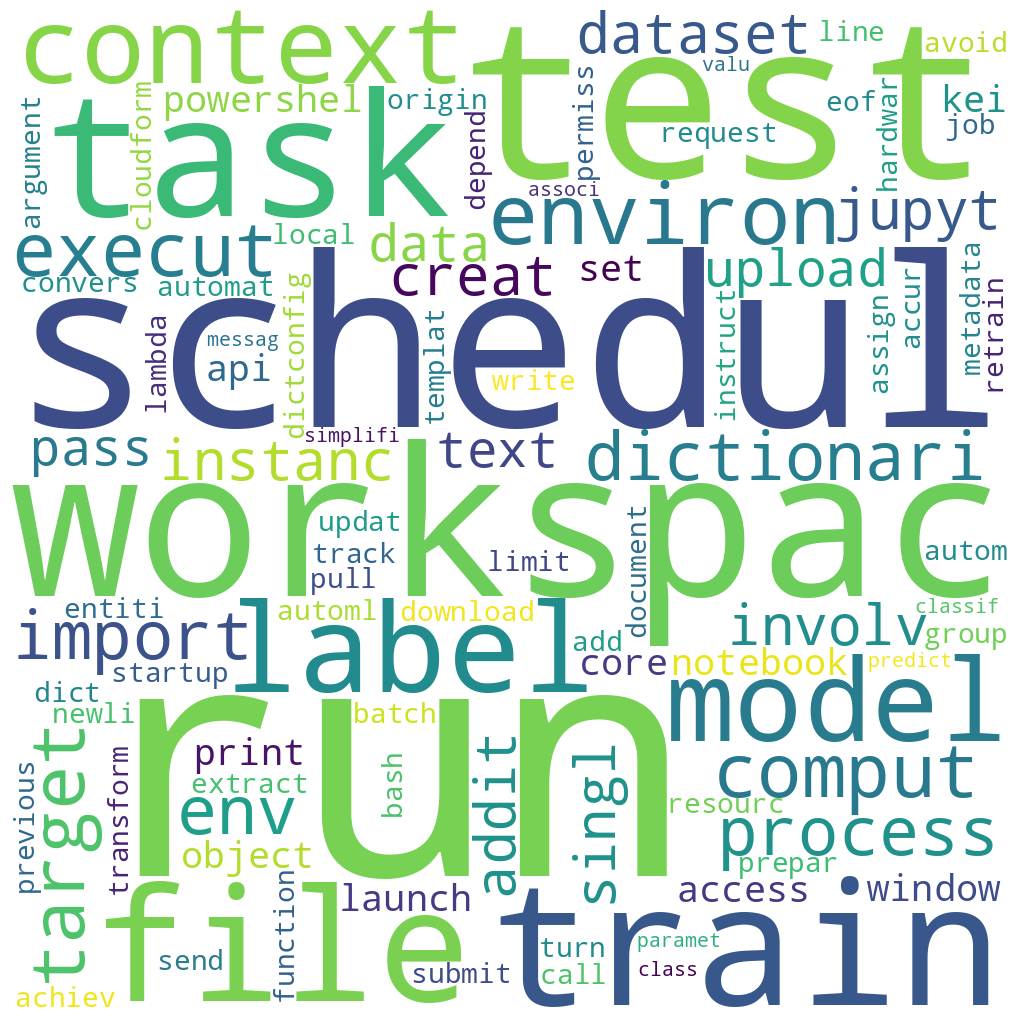 context
test
dataset
line
avoid
valu
task
powershel
origin
permiss
eof
kei
argument
cloudform
depend
request
hardwar
job
associ
execut
local
data
environ
jupyt
creat
set
upload
convers
automat
schedul
lambda
messag
api
dictconfig
templat
write
instruct
assign
accur
metadata
retrain
pass
instanc
simplifi
text
dictionari
workspac
updat
track
pull
limit
document
autom
entiti
automl
download
classif
import
label
add
involv
group
startup
core
notebook
predict
dict
newli
batch
run
model
target
previous
transform
print
extract
bash
env
addit
singl
comput
resourc
process
object
prepar
file
function
launch
access
window
train
send
submit
turn
call
paramet
class
achiev